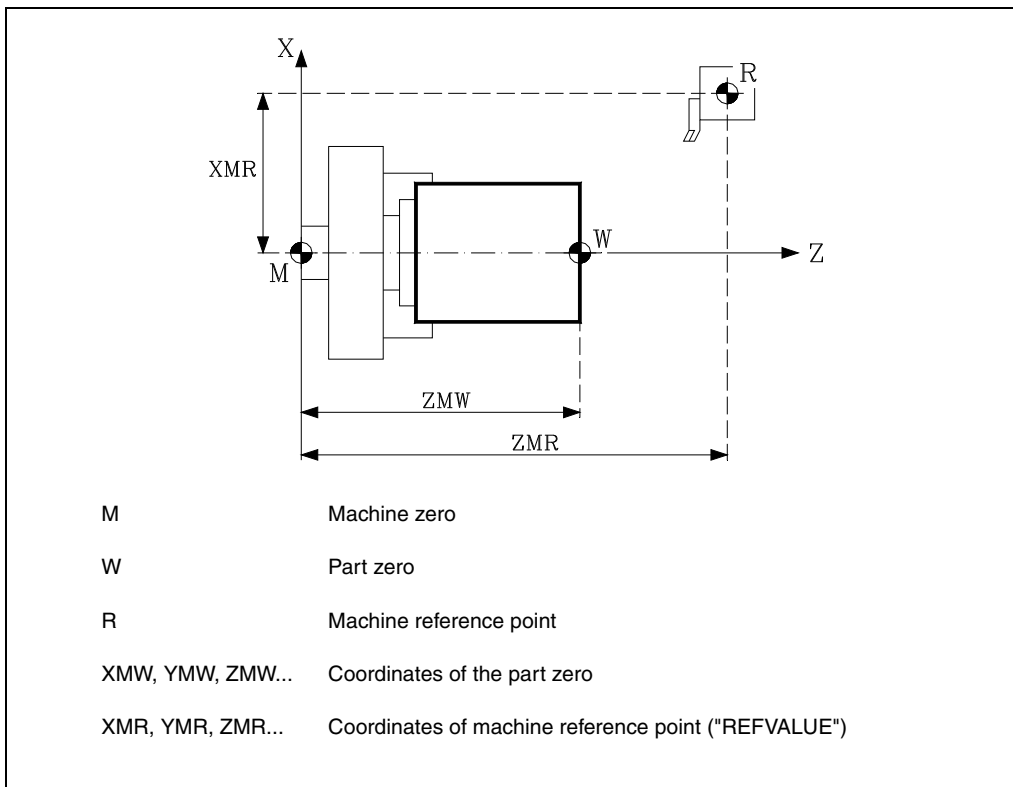 X
R
XMR
W
Z
M
ZMW
ZMR
M Machine zero
W Part zero
R Machine reference point
XMW, YMW, ZMW... Coordinates of the part zero
XMR, YMR, ZMR... Coordinates of machine reference point ("REFVALUE")